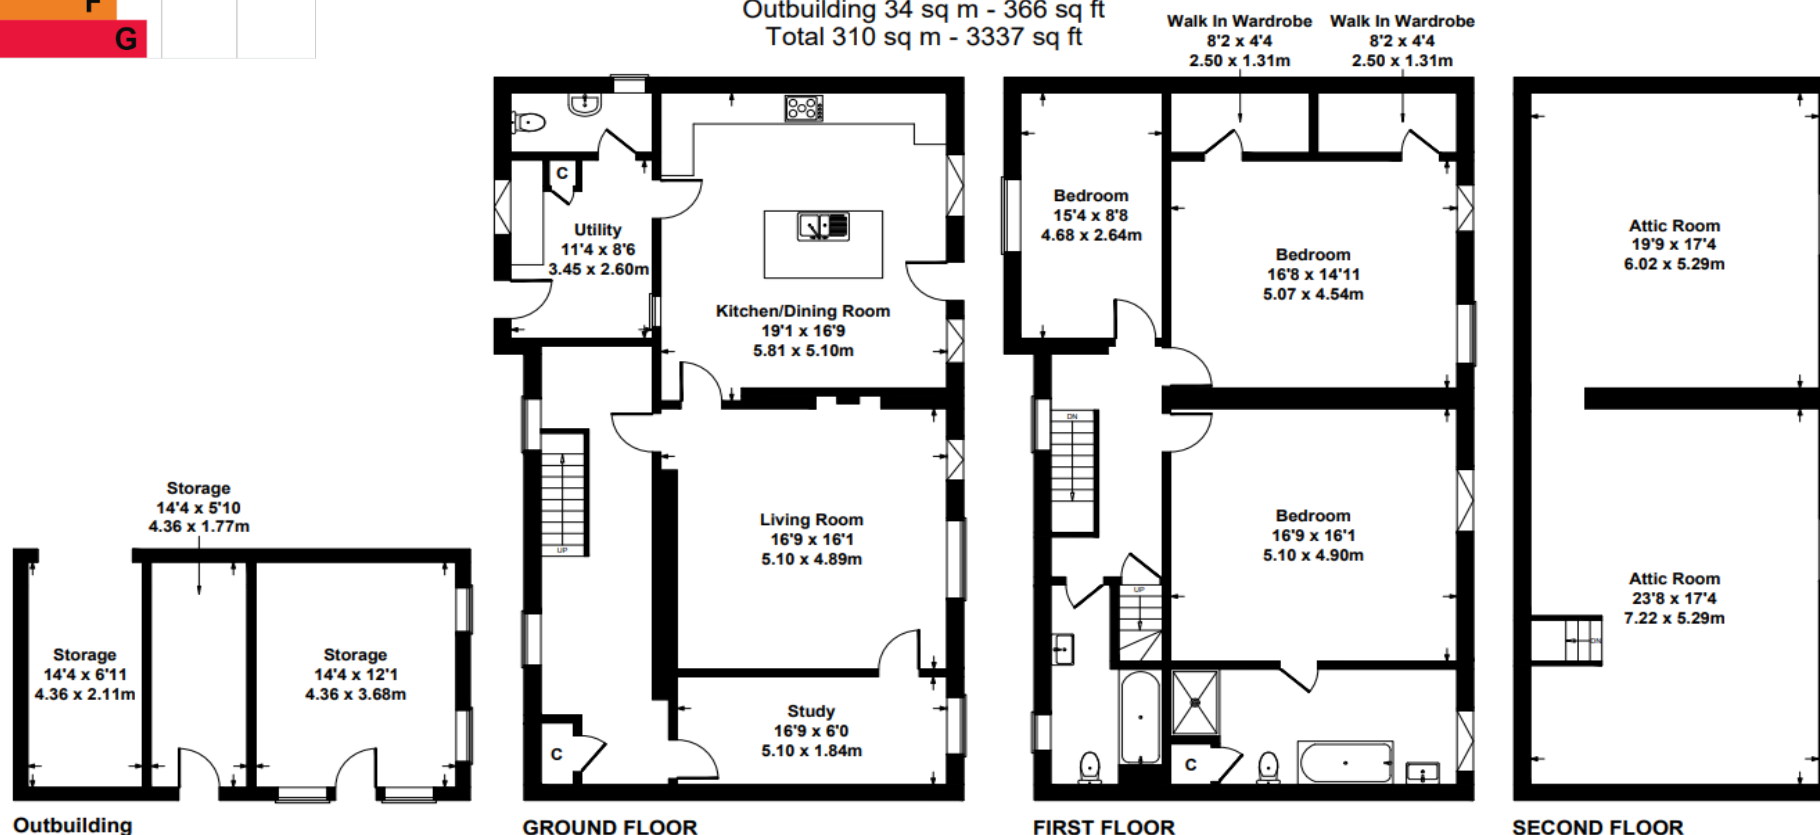 F
G
Outbuilding 34 sq m - 366 sq ft
Total 310 sq m - 3337 sq ft
Walk In Wardrobe
8'2 x 4'4
2.50 x 1.31m
Walk In Wardrobe
8'2 x 4'4
2.50 x 1.31m
Storage
14'4 x 5'10
4.36 x 1.77m
Storage
14'4 x 6'11
4.36 x 2.11m
Storage
14'4 x 12'1
4.36 x 3.68m
Outbuilding
C
Utility
11'4 x 8'6
3.45 x 2.60m
Kitchen/Dining Room
19'1 x 16'9
5.81 x 5.10m
UP
Living Room
16'9 x 16'1
5.10 x 4.89m
Study
16'9 x 6'0
5.10 x 1.84m
C
GROUND FLOOR
Bedroom
15'4 x 8'8
4.68 x 2.64m
Bedroom
16'8 x 14'11
5.07 x 4.54m
DN
Bedroom
16'9 x 16'1
5.10 x 4.90m
UP
C
FIRST FLOOR
Attic Room
19'9 x 17'4
6.02 x 5.29m
Attic Room
23'8 x 17'4
7.22 x 5.29m
DN
SECOND FLOOR